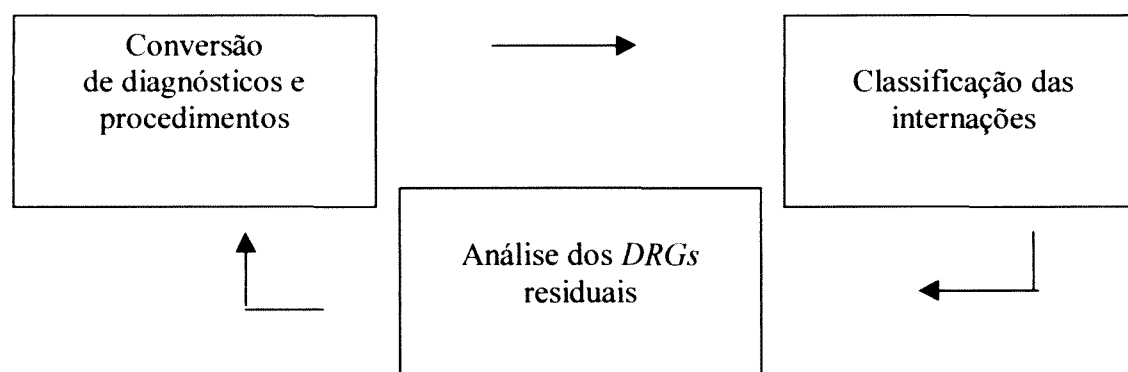 Conversão
de diagnósticos e
procedimentos
Classificação das
internações
Análise dos DRGs
residuais